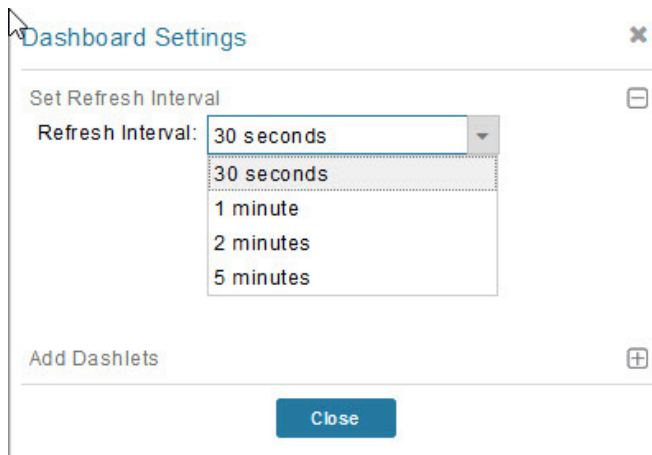 Dashboard Settings
Set Refresh Interval
Refresh Interval: 30 seconds
30 seconds
1 minute
2 minutes
5 minutes
Add Dashlets
Close